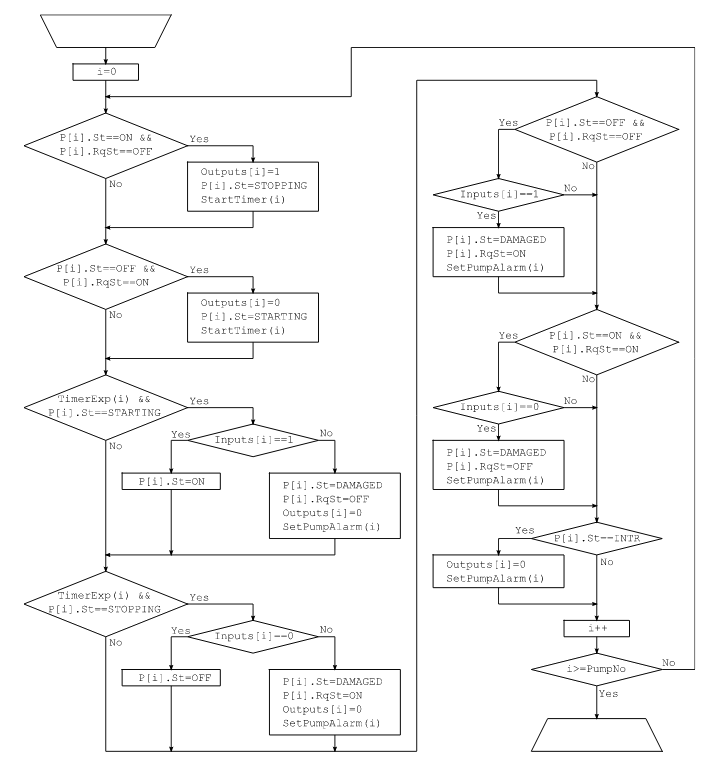 i=0
P[i].St==ON &&
P[i].RqSt==OFF
Yes
No
Outputs[i]=1
P[i].St=STOPPING
StartTimer(i)
P[i].St==OFF &&
P[i].RqSt==ON
Yes
No
Outputs[i]=0
P[i].St=STARTING
StartTimer(i)
TimerExp(i) &&
P[i].St==STARTING
Yes
No
Inputs[i]==1
Yes
No
P[i].St=ON
P[i].St=DAMAGED
P[i].RqSt=OFF
Outputs[i]=0
SetPumpAlarm(i)
TimerExp(i) &&
P[i].St==STOPPING
Yes
No
Inputs[i]==0
Yes
No
P[i].St=OFF
P[i].St=DAMAGED
P[i].RqSt=ON
Outputs[i]=0
SetPumpAlarm(i)
P[i].St==OFF &&
P[i].RqSt==OFF
Yes
No
Inputs[i]==1
No
Yes
P[i].St=DAMAGED
P[i].RqSt=ON
SetPumpAlarm(i)
P[i].St==ON &&
P[i].RqSt==ON
Yes
No
Inputs[i]==0
No
Yes
P[i].St=DAMAGED
P[i].RqSt=OFF
SetPumpAlarm(i)
P[i].St==INTR
Yes
No
Outputs[i]=0
SetPumpAlarm(i)
i++
i>=PumpNo
No
Yes